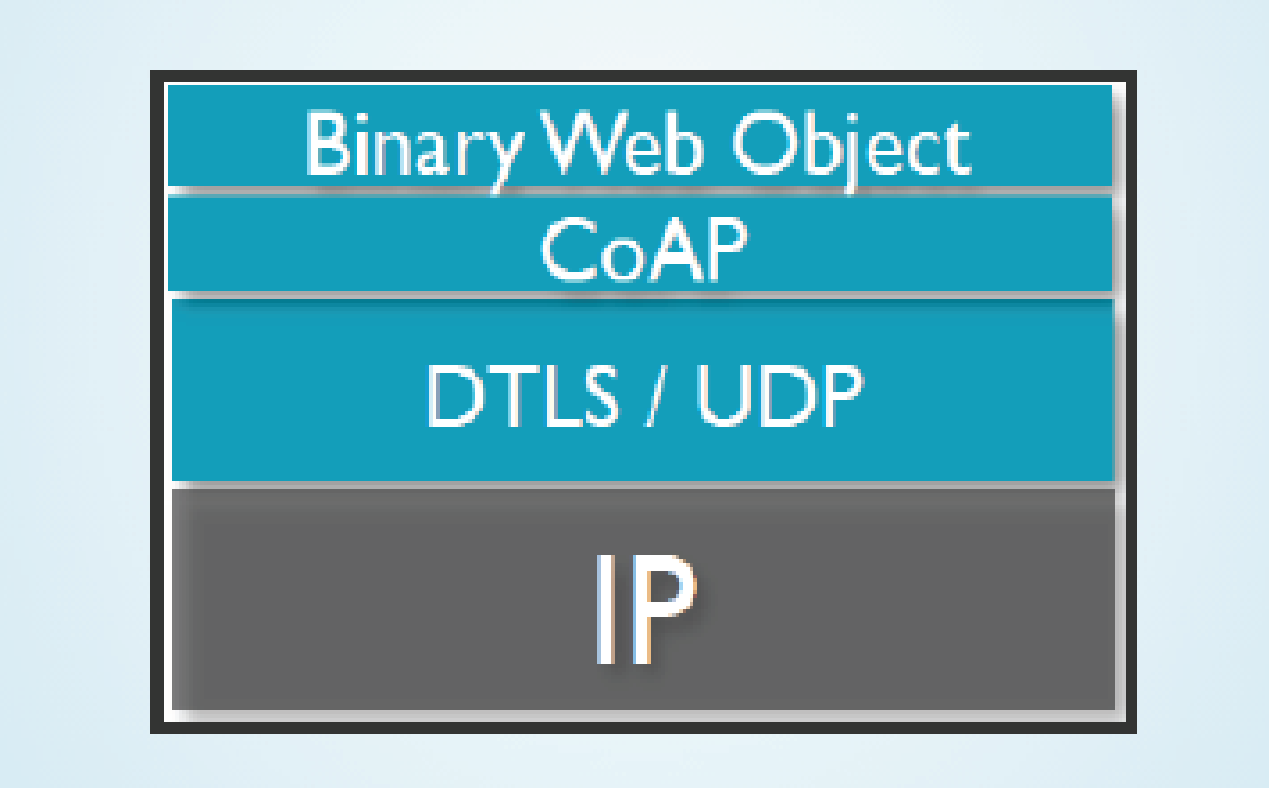 Binary Web Object
CoAP
DTLS / UDP
IP